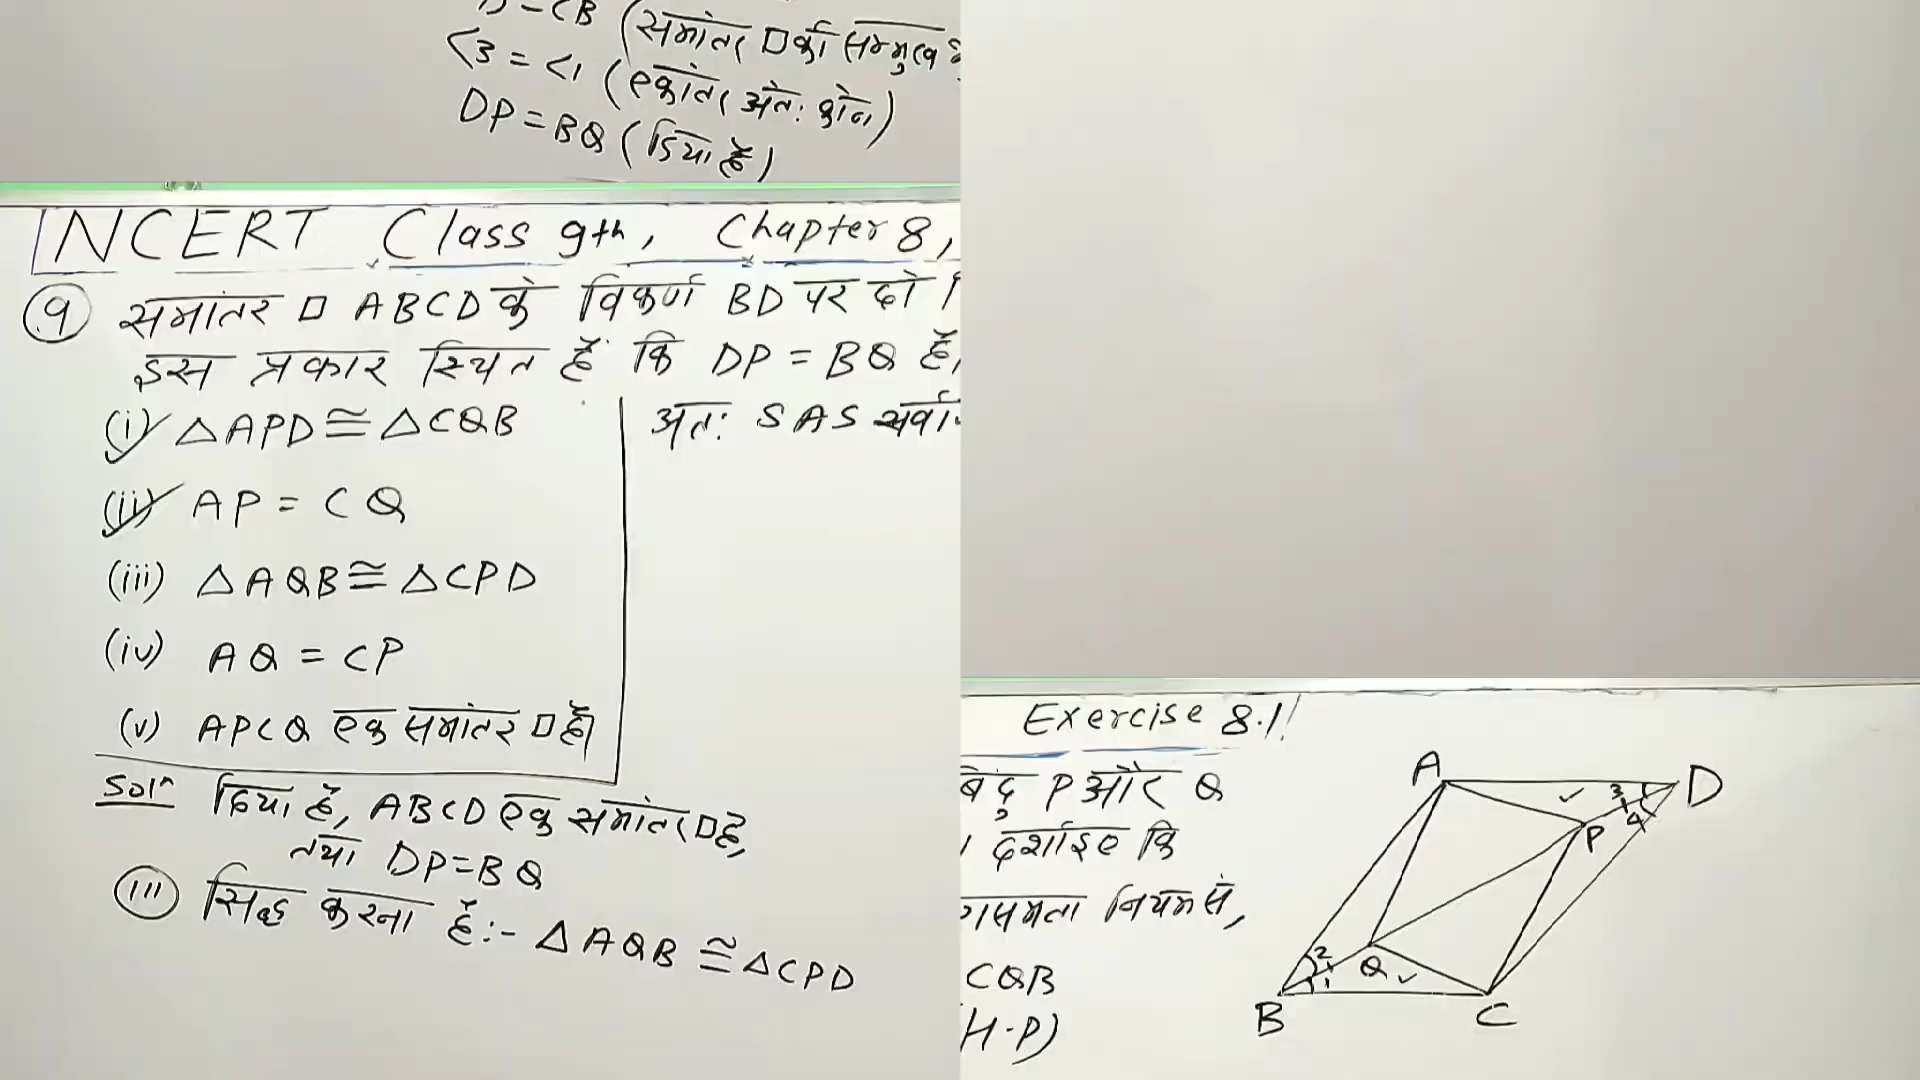 = CB (समांतर □ की सम्मुख
<3 = <1 (एकांतर अंतः कोण)
DP = BQ (दिया है)
NCERT Class 9th, Chapter 8,
(9) समांतर □ ABCD के विकर्ण BD पर दो
इस प्रकार स्थित हैं कि DP = BQ है,
(i) △APD ≅ △CQB
अतः SAS
(ii) AP = CQ
(iii) △AQB ≅ △CPD
(iv) AQ = CP
(v) APCQ एक समांतर □ है।
Solⁿ दिया है, ABCD एक समांतर □ है,
तथा DP = BQ
(iii) सिद्ध करना है:- △AQB ≅ △CPD
Exercise 8.1
P और Q
दर्शाइए कि
नियम से,
CQB
(H.P)
A
D
3
4
P
2
1
Q
B
C